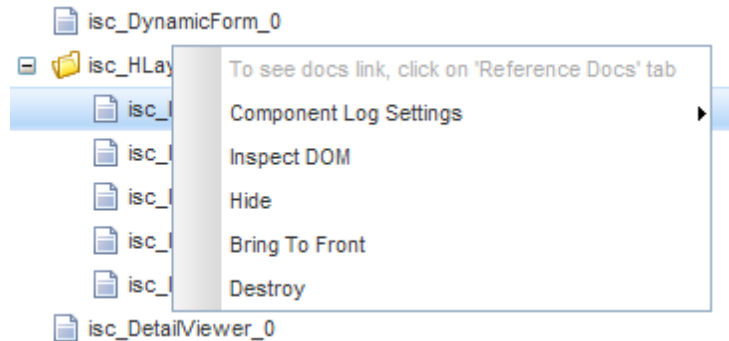 isc_DynamicForm_0
isc_HLay
To see docs link, click on 'Reference Docs' tab
isc_
Component Log Settings
isc_
Inspect DOM
isc_
Hide
isc_
Bring To Front
isc_
Destroy
isc_DetailViewer_0